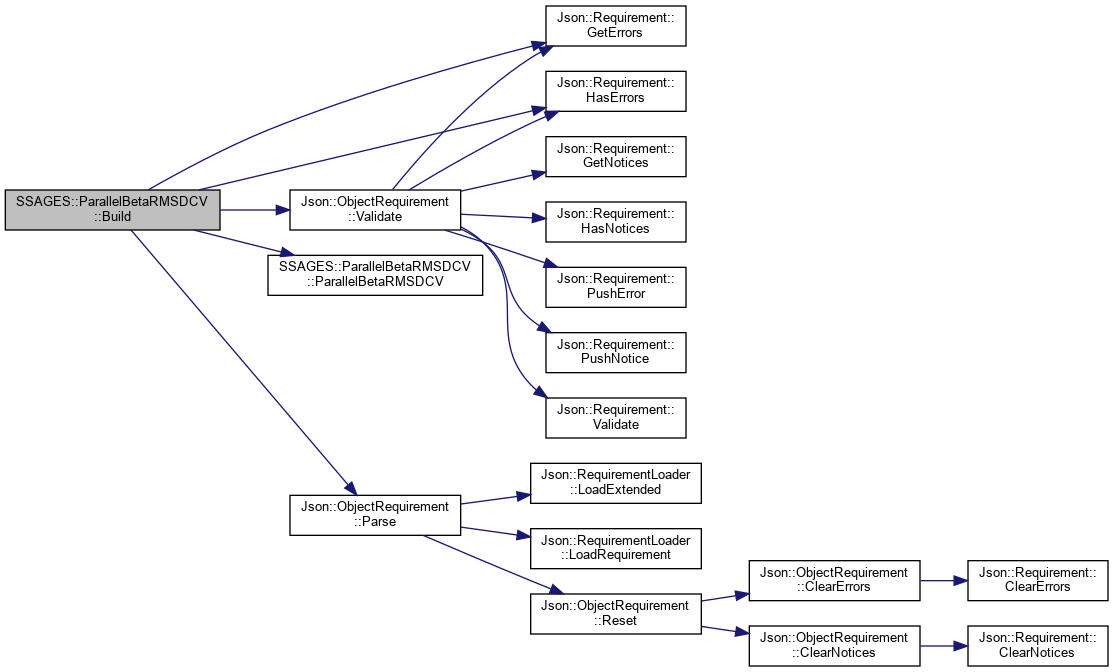 Json::Requirement::
GetErrors
Json::Requirement::
HasErrors
Json::Requirement::
GetNotices
SSAGES::ParallelBetaRMSDCV
::Build
Json::ObjectRequirement
::Validate
Json::Requirement::
HasNotices
SSAGES::ParallelBetaRMSDCV
::ParallelBetaRMSDCV
Json::Requirement::
PushError
Json::Requirement::
PushNotice
Json::Requirement::
Validate
Json::RequirementLoader
::LoadExtended
Json::ObjectRequirement
::Parse
Json::RequirementLoader
::LoadRequirement
Json::ObjectRequirement
::Reset
Json::ObjectRequirement
::ClearErrors
Json::Requirement::
ClearErrors
Json::ObjectRequirement
::ClearNotices
Json::Requirement::
ClearNotices